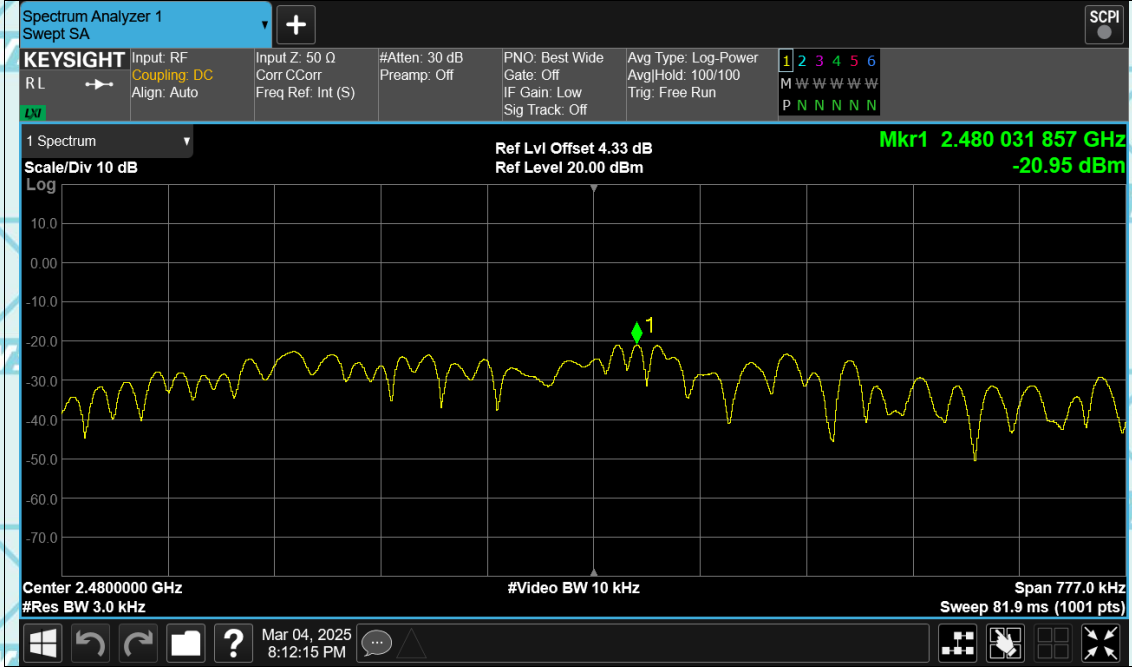 Spectrum Analyzer 1
Swept SA
+
SCPI
KEYSIGHT
R L
LXI
Input: RF
Coupling: DC
Align: Auto
Input Z: 50 Ω
Corr CCorr
Freq Ref: Int (S)
#Atten: 30 dB
Preamp: Off
PNO: Best Wide
Gate: Off
IF Gain: Low
Sig Track: Off
Avg Type: Log-Power
Avg|Hold: 100/100
Trig: Free Run
1 2 3 4 5 6
M W W W W W
P N N N N N
1 Spectrum
Scale/Div 10 dB
Ref Lvl Offset 4.33 dB
Ref Level 20.00 dBm
Mkr1 2.480 031 857 GHz
-20.95 dBm
Log
10.0
0.00
-10.0
-20.0
-30.0
-40.0
-50.0
-60.0
-70.0
1
Center 2.4800000 GHz
#Video BW 10 kHz
Span 777.0 kHz
#Res BW 3.0 kHz
Sweep 81.9 ms (1001 pts)
?
Mar 04, 2025
8:12:15 PM